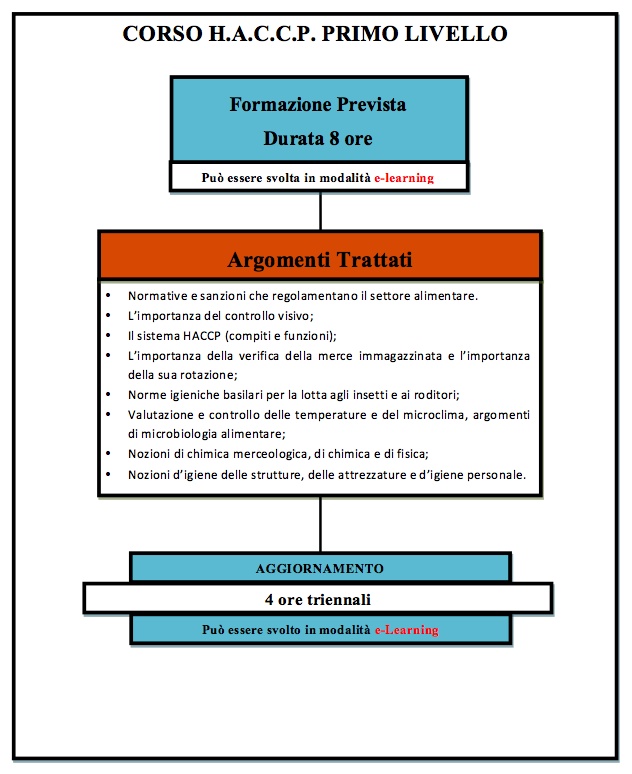 CORSO H.A.C.C.P. PRIMO LIVELLO
Formazione Prevista
Durata 8 ore
Può essere svolta in modalità e-learning
Argomenti Trattati
• Normative e sanzioni che regolamentano il settore alimentare.
• L’importanza del controllo visivo;
• Il sistema HACCP (compiti e funzioni);
• L’importanza della verifica della merce immagazzinata e l’importanza
della sua rotazione;
• Norme igieniche basilari per la lotta agli insetti e ai roditori;
• Valutazione e controllo delle temperature e del microclima, argomenti
di microbiologia alimentare;
• Nozioni di chimica merceologica, di chimica e di fisica;
• Nozioni d’igiene delle strutture, delle attrezzature e d’igiene personale.
AGGIORNAMENTO
4 ore triennali
Può essere svolto in modalità e-Learning